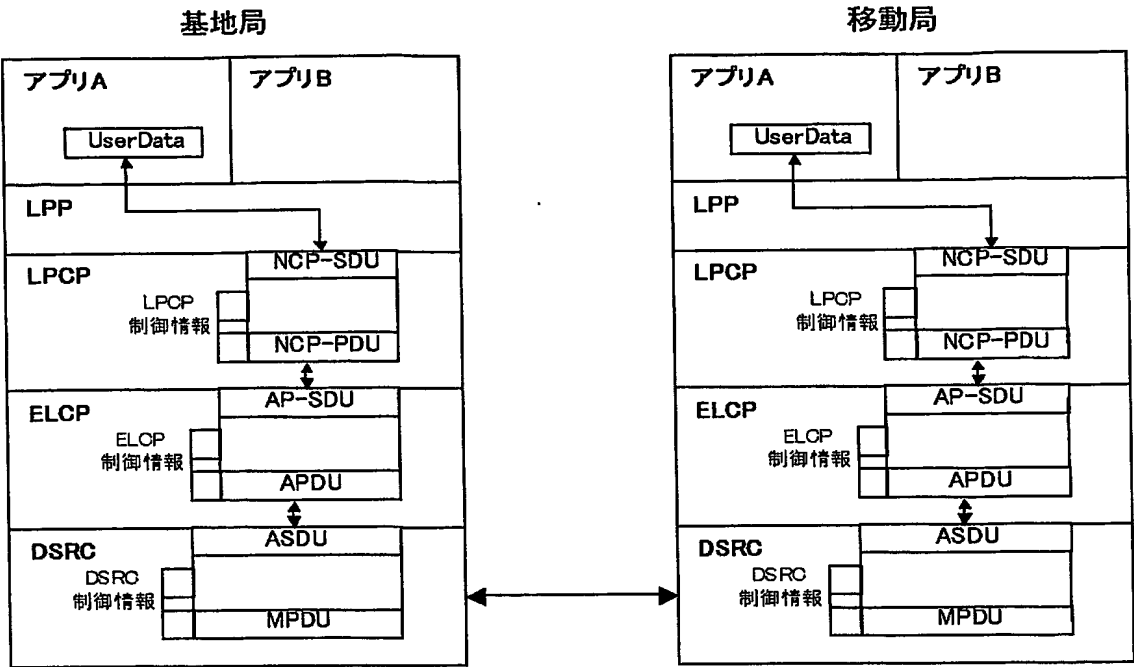 基地局
アプリA
アプリB
UserData
LPP
NCP-SDU
LPCP
LPCP
制御情報
NCP-PDU
AP-SDU
ELCP
ELCP
制御情報
APDU
ASDU
DSRC
DSRC
制御情報
MPDU
移動局
アプリA
アプリB
UserData
LPP
NCP-SDU
LPCP
LPCP
制御情報
NCP-PDU
AP-SDU
ELCP
ELCP
制御情報
APDU
ASDU
DSRC
DSRC
制御情報
MPDU